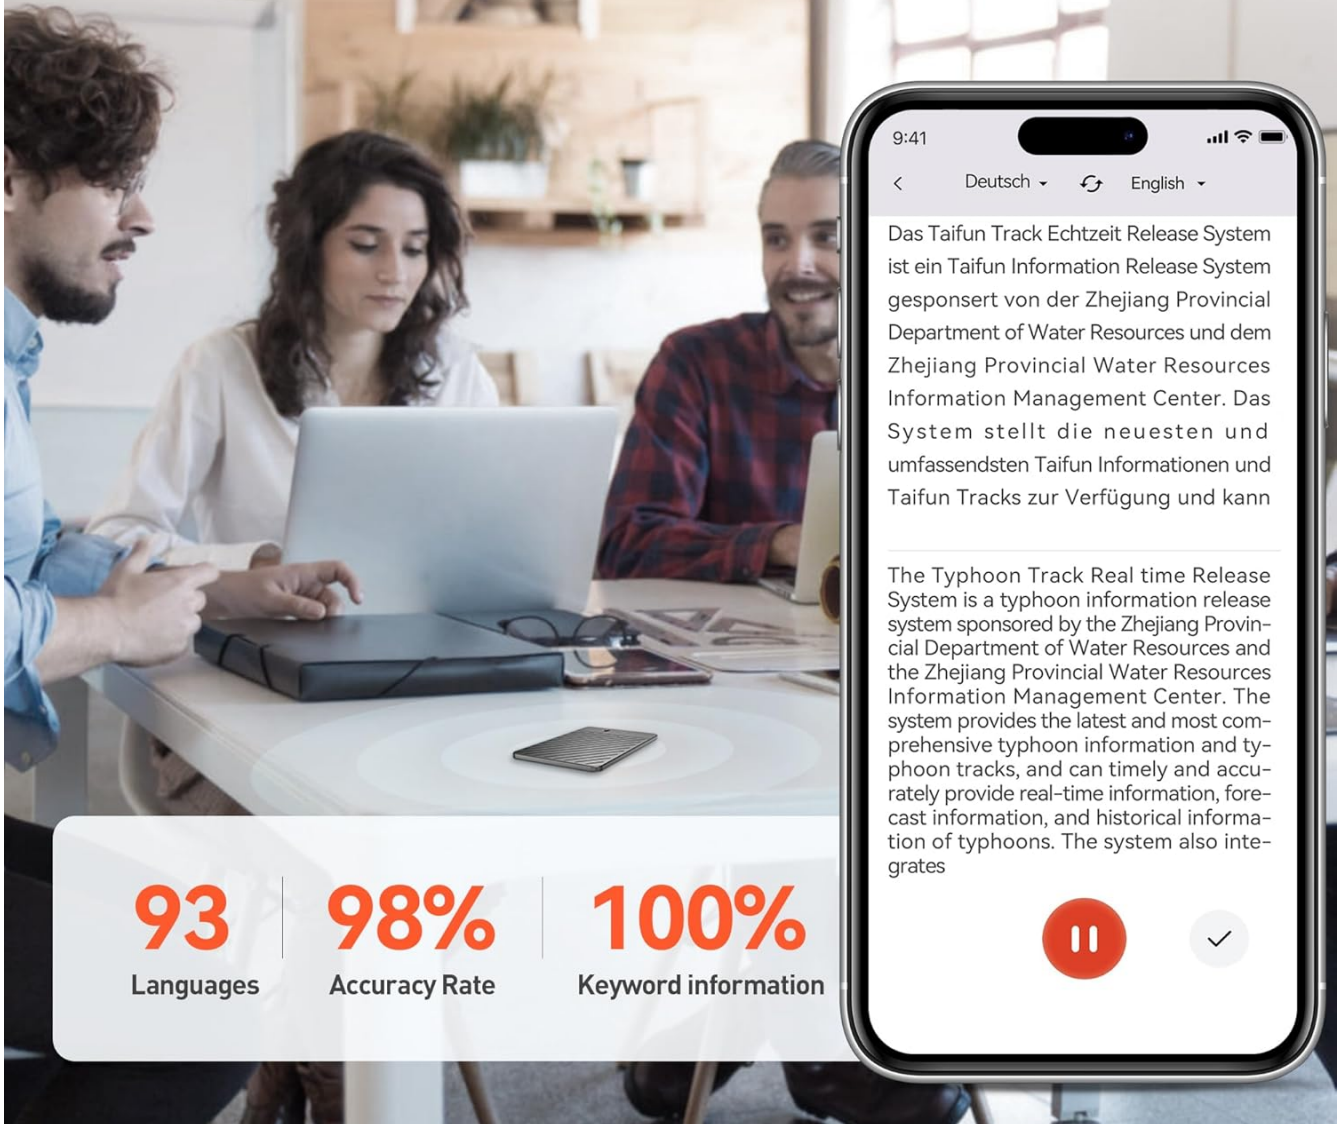 9:41
Deutsch
English
Das Taifun Track Echtzeit Release System
ist ein Taifun Information Release System
gesponsert von der Zhejiang Provincial
Department of Water Resources und dem
Zhejiang Provincial Water Resources
Information Management Center. Das
System stellt die neuesten und
umfassendsten Taifun Informationen und
Taifun Tracks zur Verfügung und kann
The Typhoon Track Real time Release
System is a typhoon information release
system sponsored by the Zhejiang Provin-
cial Department of Water Resources and
the Zhejiang Provincial Water Resources
Information Management Center. The
system provides the latest and most com-
prehensive typhoon information and ty-
phoon tracks, and can timely and accu-
rately provide real-time information, fore-
cast information, and historical informa-
tion of typhoons. The system also inte-
grates
93
Languages
98%
Accuracy Rate
100%
Keyword information